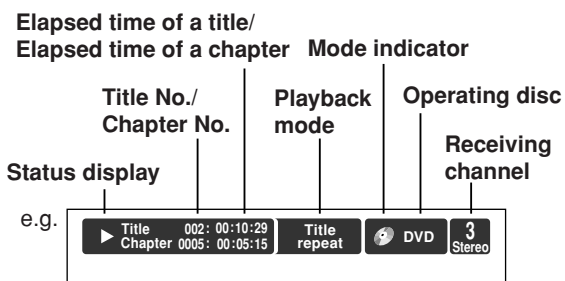 Elapsed time of a title/
Elapsed time of a chapter
Mode indicator
Title No./
Chapter No.
Playback
mode
Operating disc
Receiving
channel
Status display
e.g.
Title 002: 00:10:29
Chapter 0005: 00:05:15
Title
repeat
DVD
3
Stereo